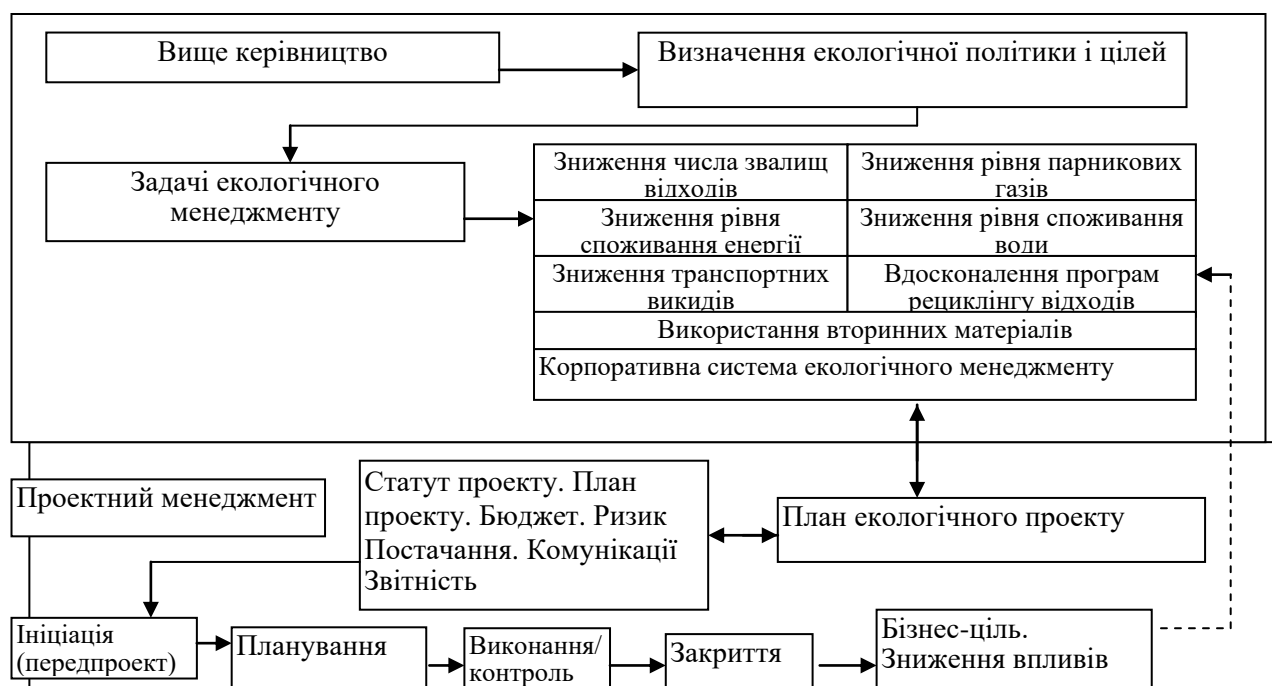 Вище керівництво
Визначення екологічної політики і цілей
Задачі екологічного
менеджменту
Зниження числа звалищ
відходів
Зниження рівня парникових
газів
Зниження рівня
споживання енергії
Зниження рівня споживання
води
Зниження транспортних
викидів
Вдосконалення програм
рециклінгу відходів
Використання вторинних матеріалів
Корпоративна система екологічного менеджменту
Проектний менеджмент
Статут проекту. План
проекту. Бюджет. Ризик
Постачання. Комунікації
Звітність
План екологічного проекту
Ініціація
(передпроект)
Планування
Виконання/
контроль
Закриття
Бізнес-ціль.
Зниження впливів